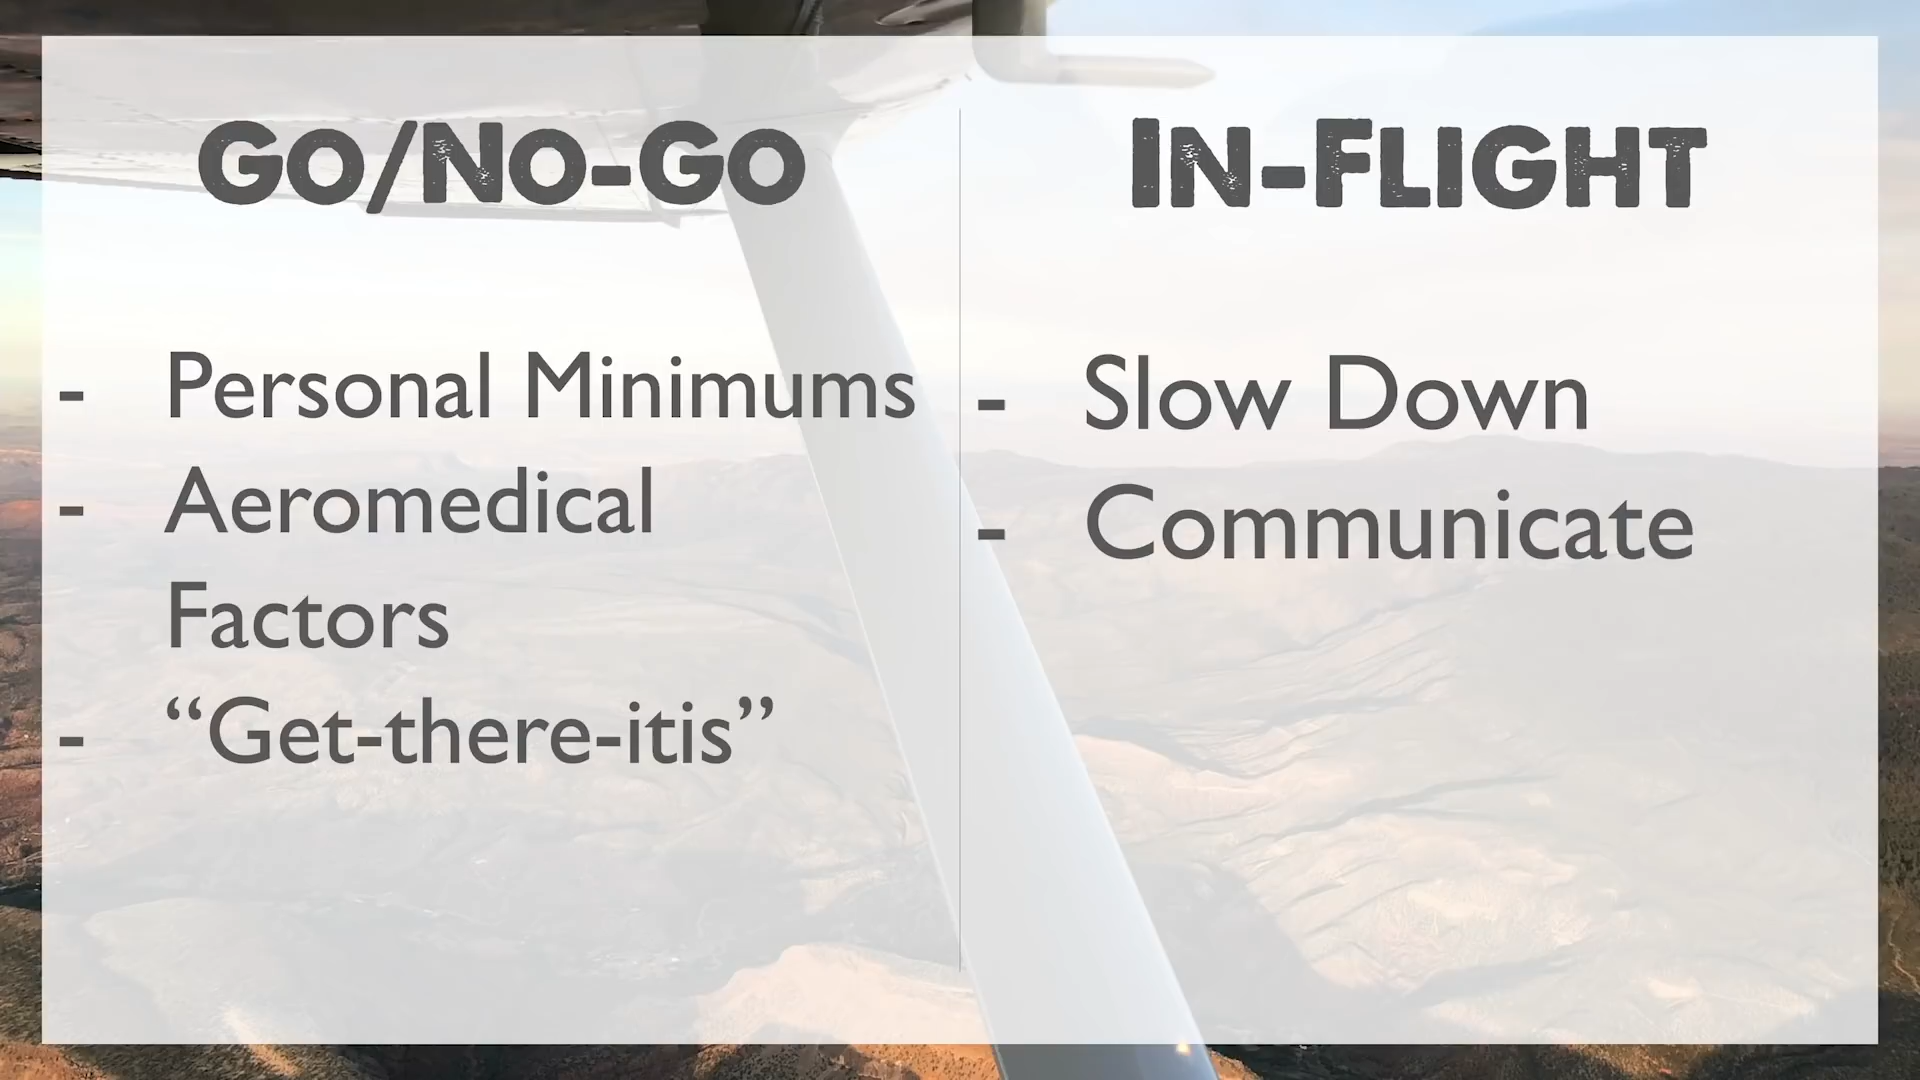 Go/No-Go
- Personal Minimums
- Aeromedical
Factors
- “Get-there-itis”
In-Flight
- Slow Down
- Communicate